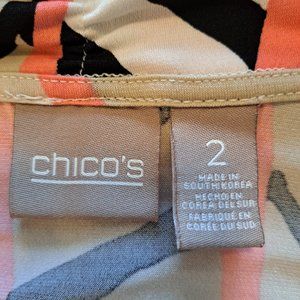 chico's
2
MADE IN
SOUTH KOREA
HECHO EN
COREA DEL SUR
FABRIQUÉ EN
CORÉE DU SUD